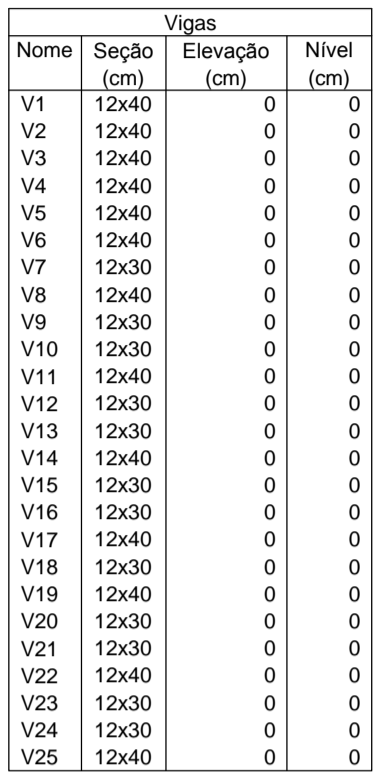 Vigas
Nome Seção Elevação Nível
(cm) (cm) (cm)
V1 12x40 0 0
V2 12x40 0 0
V3 12x40 0 0
V4 12x40 0 0
V5 12x40 0 0
V6 12x40 0 0
V7 12x30 0 0
V8 12x40 0 0
V9 12x30 0 0
V10 12x30 0 0
V11 12x40 0 0
V12 12x30 0 0
V13 12x30 0 0
V14 12x40 0 0
V15 12x30 0 0
V16 12x30 0 0
V17 12x40 0 0
V18 12x30 0 0
V19 12x40 0 0
V20 12x30 0 0
V21 12x30 0 0
V22 12x40 0 0
V23 12x30 0 0
V24 12x30 0 0
V25 12x40 0 0